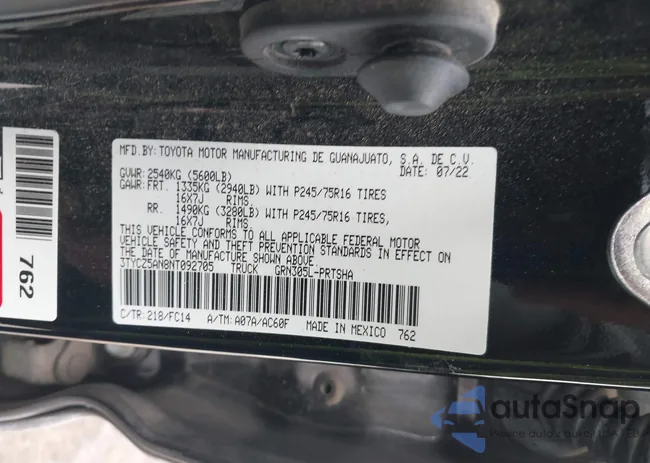 MFD.BY:TOYOTA MOTOR MANUFACTURING DE GUANAJUATO, S.A. DE C.V.
DATE: 07/22
GVWR: 2540KG (5600LB)
GAWR:FRT. 1335KG (2940LB) WITH P245/75R16 TIRES
16X7J RIMS,
RR. 1490KG (3280LB) WITH P245/75R16 TIRES,
16X7J RIMS,
THIS VEHICLE CONFORMS TO ALL APPLICABLE FEDERAL MOTOR
VEHICLE SAFETY AND THEFT PREVENTION STANDARDS IN EFFECT ON
THE DATE OF MANUFACTURE SHOWN ABOVE.
3TYCZ5AN8NT092705 TRUCK GRN305L-PRTSHA
C/TR:218/FC14 A/TM:A07A/AC60F MADE IN MEXICO 762
762
autaSnap